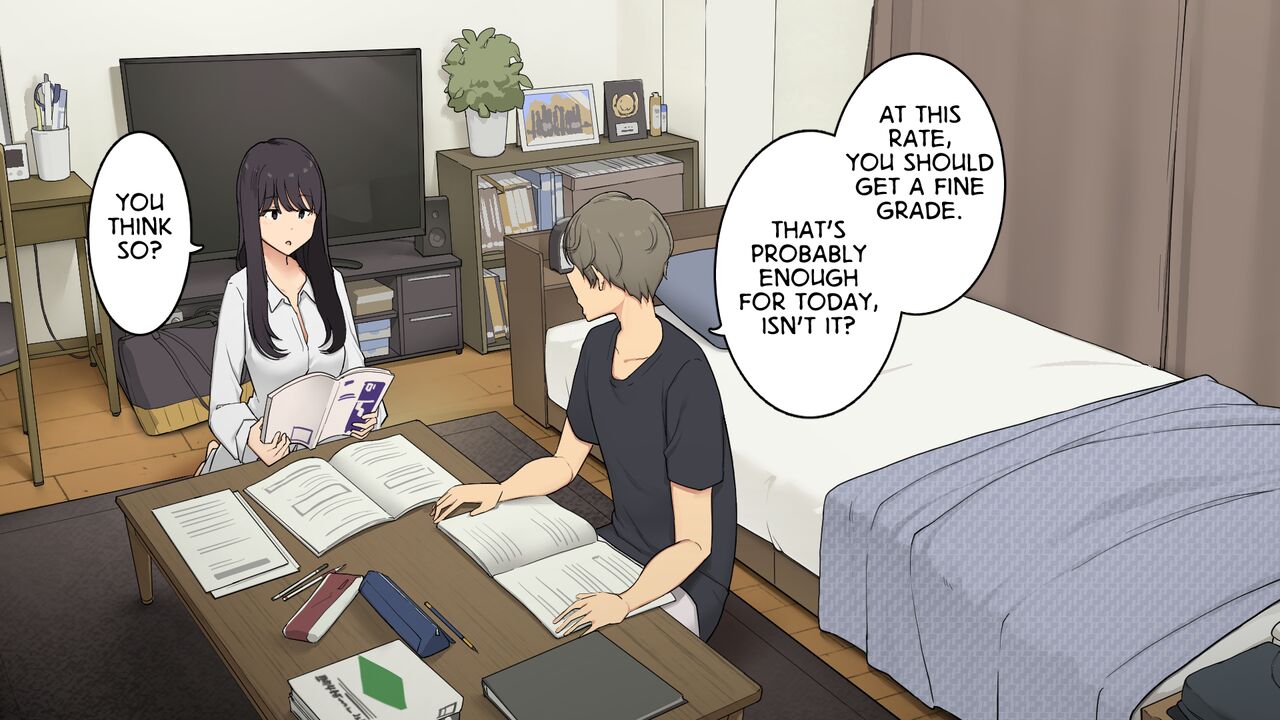 AT THIS
RATE,
YOU SHOULD
GET A FINE
GRADE.
THAT'S
PROBABLY
ENOUGH
FOR TODAY,
ISN'T IT?
YOU
THINK
SO?